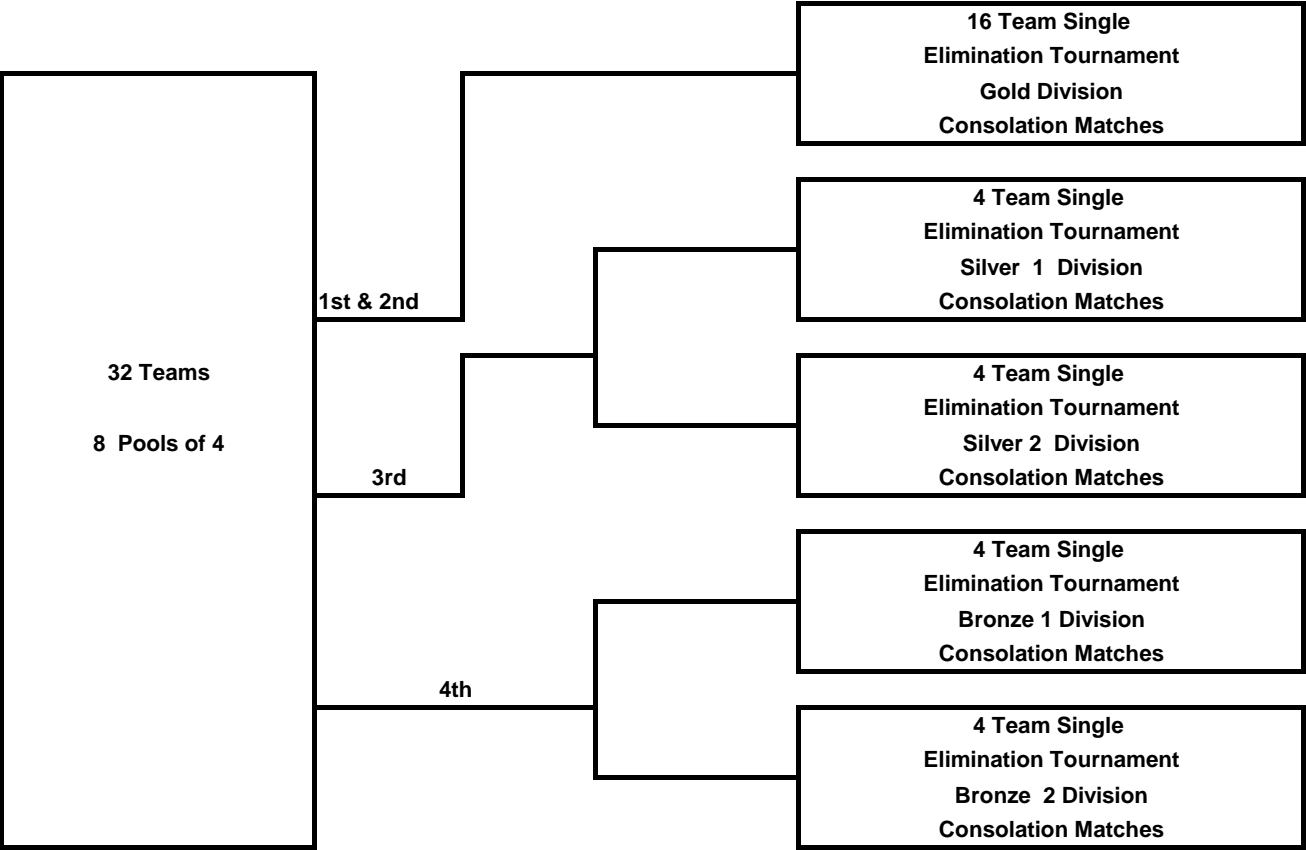 32 Teams
8 Pools of 4
1st & 2nd
3rd
4th
16 Team Single
Elimination Tournament
Gold Division
Consolation Matches
4 Team Single
Elimination Tournament
Silver 1 Division
Consolation Matches
4 Team Single
Elimination Tournament
Silver 2 Division
Consolation Matches
4 Team Single
Elimination Tournament
Bronze 1 Division
Consolation Matches
4 Team Single
Elimination Tournament
Bronze 2 Division
Consolation Matches